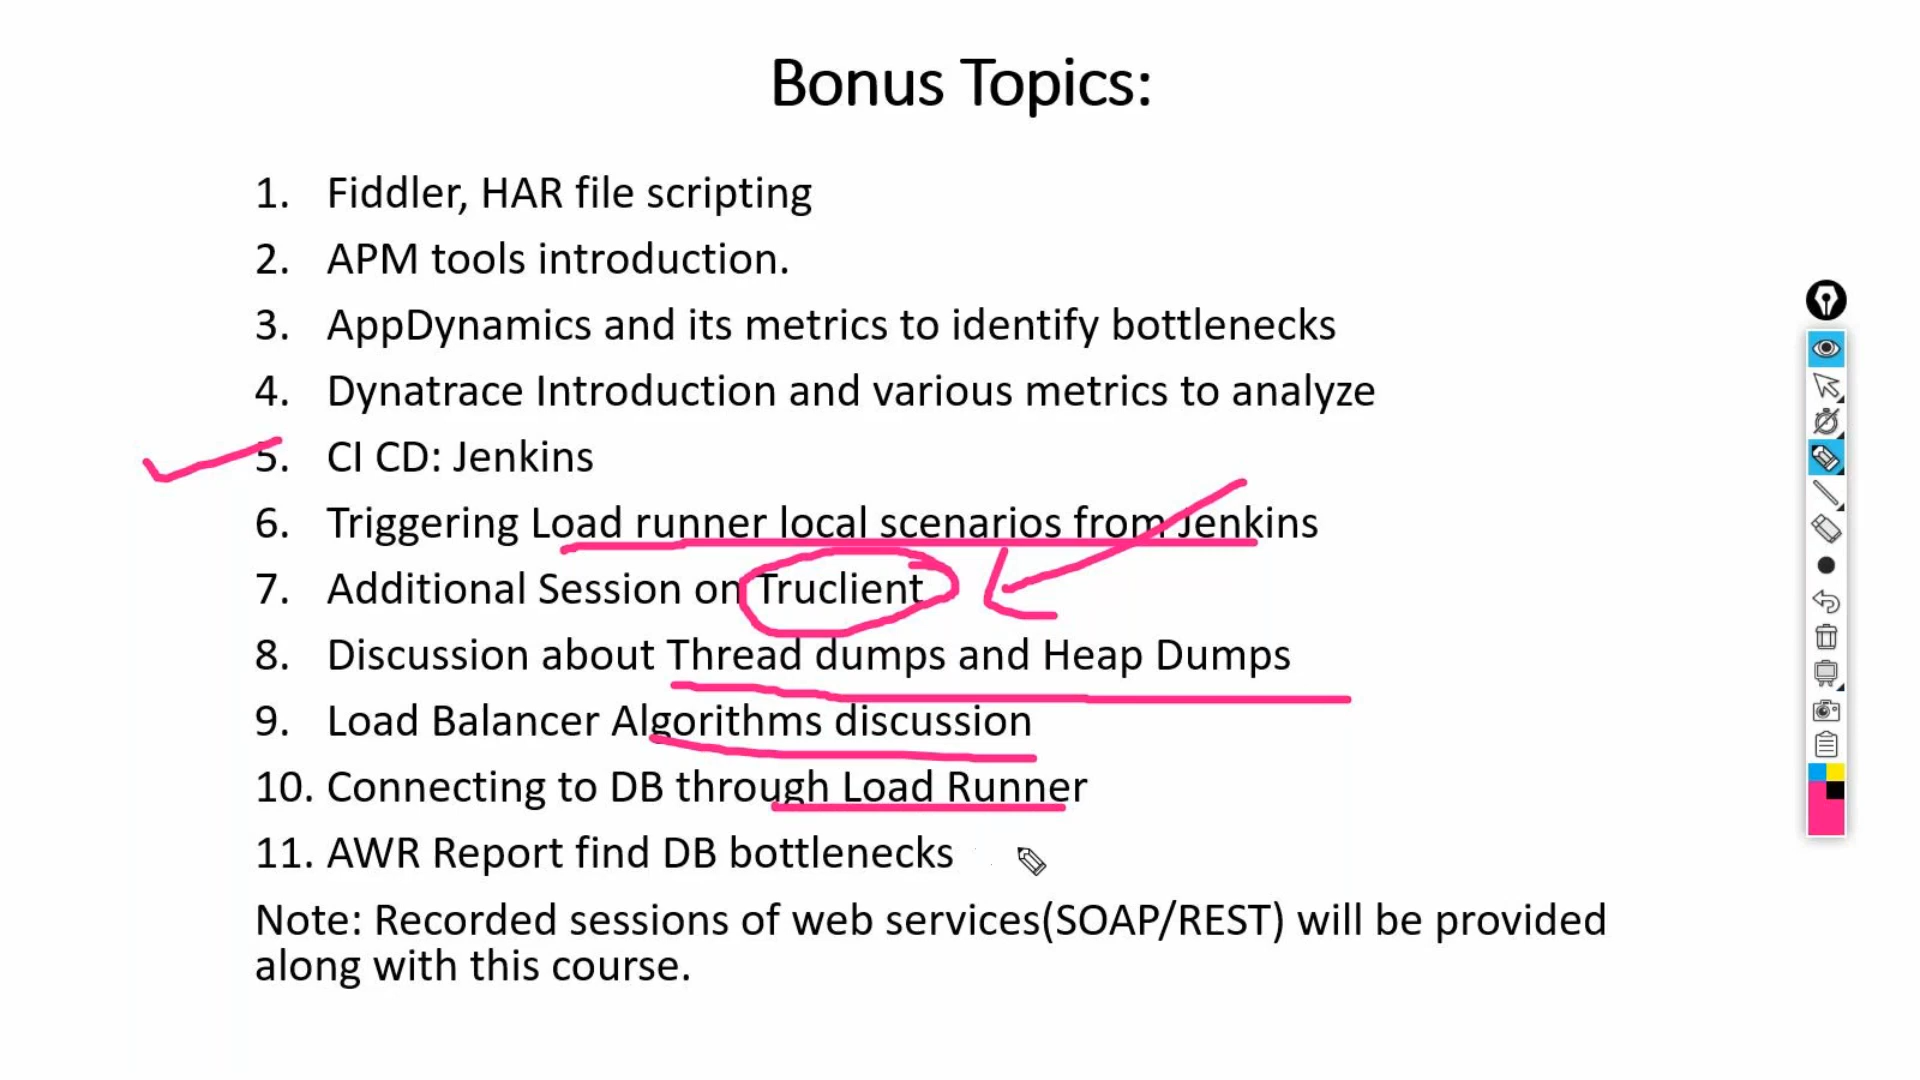 Bonus Topics:
1. Fiddler, HAR file scripting
2. APM tools introduction.
3. AppDynamics and its metrics to identify bottlenecks
4. Dynatrace Introduction and various metrics to analyze
5. CI CD: Jenkins
6. Triggering Load runner local scenarios from Jenkins
7. Additional Session on Truclient
8. Discussion about Thread dumps and Heap Dumps
9. Load Balancer Algorithms discussion
10. Connecting to DB through Load Runner
11. AWR Report find DB bottlenecks
Note: Recorded sessions of web services(SOAP/REST) will be provided
along with this course.